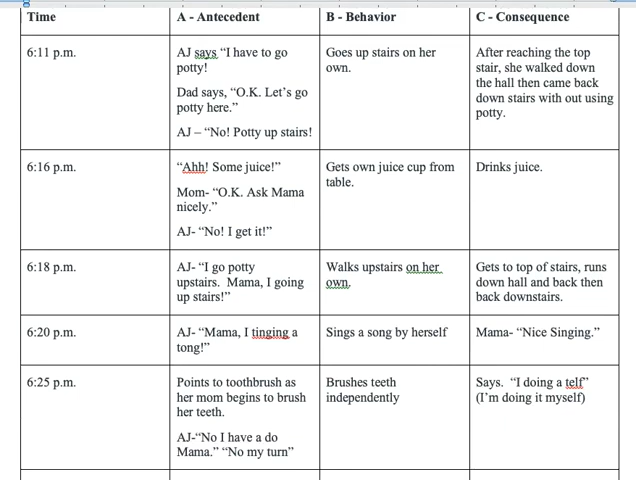 Time A - Antecedent B - Behavior C - Consequence
6:11 p.m.
AJ says “I have to go
potty!
Dad says, “O.K. Let’s go
potty here.”
AJ – “No! Potty up stairs!
Goes up stairs on her
own.
After reaching the top
stair, she walked down
the hall then came back
down stairs with out using
potty.
6:16 p.m.
“Ahh! Some juice!”
Mom- “O.K. Ask Mama
nicely.”
AJ- “No! I get it!”
Gets own juice cup from
table.
Drinks juice.
6:18 p.m.
AJ- “I go potty
upstairs. Mama, I going
up stairs!”
Walks upstairs on her
own.
Gets to top of stairs, runs
down hall and back then
back downstairs.
6:20 p.m.
AJ- “Mama, I tinging a
tong!”
Sings a song by herself
Mama- “Nice Singing.”
6:25 p.m.
Points to toothbrush as
her mom begins to brush
her teeth.
AJ-“No I have a do
Mama.” “No my turn”
Brushes teeth
independently
Says. “I doing a telf”
(I’m doing it myself)